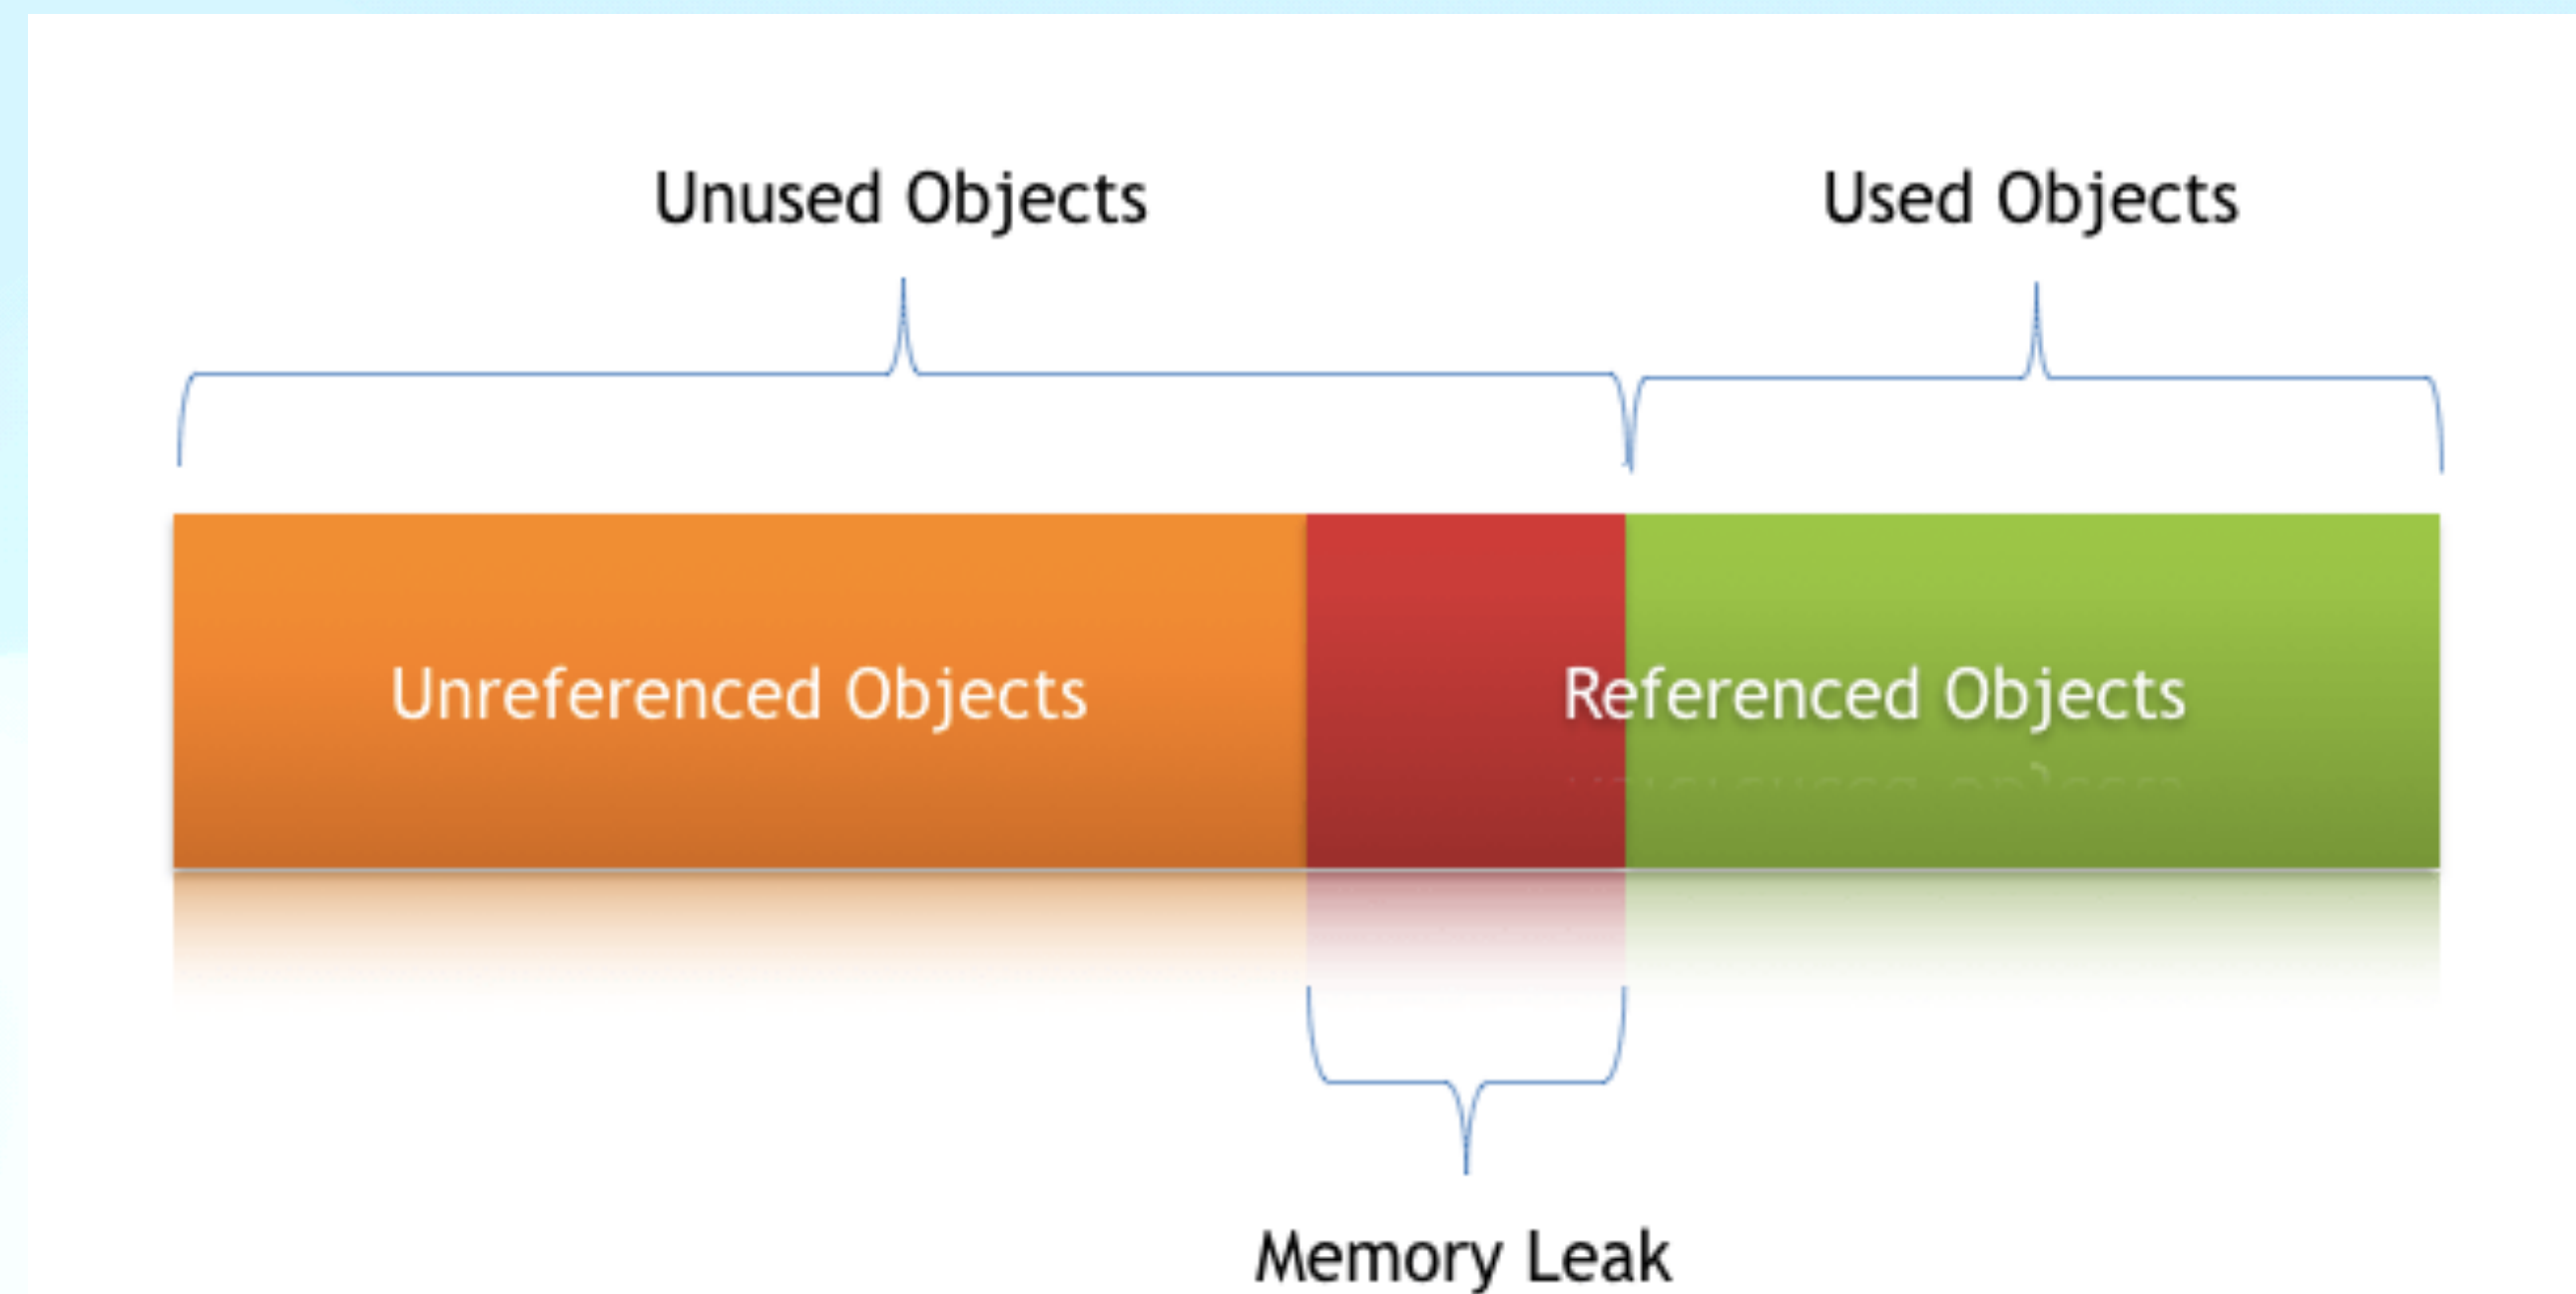 Unused Objects
Used Objects
Unreferenced Objects
Referenced Objects
Memory Leak